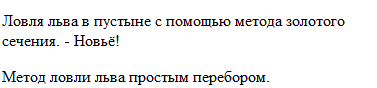 Ловля льва в пустыне с помощью метода золотого
сечения. - Новьё!
Метод ловли льва простым перебором.